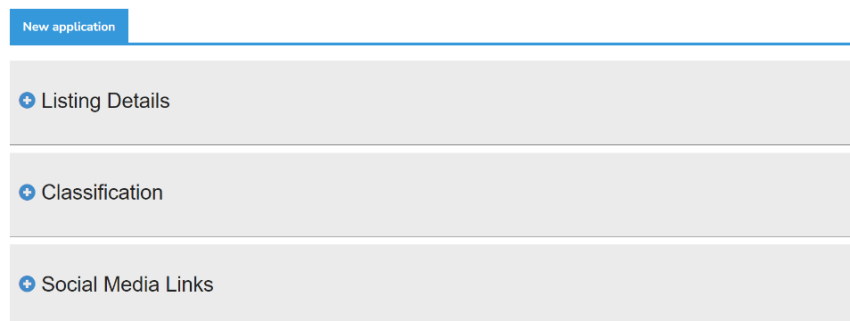 New application
Listing Details
Classification
Social Media Links